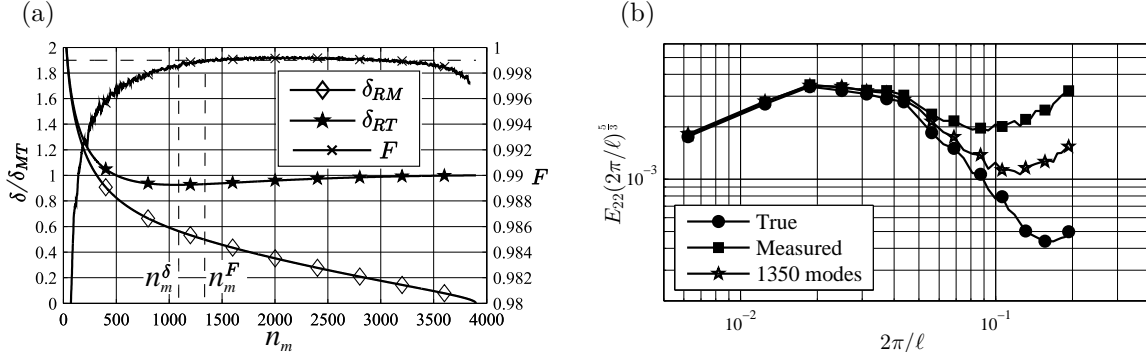 (a)
(b)
2
1.8
1.6
1.4
1.2
1
0.8
0.6
0.4
0.2
0
δ/δ_MT
1
0.998
0.996
0.994
0.992
0.99
0.988
0.986
0.984
0.982
0.98
F
δ_RM
δ_RT
F
n_m^δ
n_m^F
0 500 1000 1500 2000 2500 3000 3500 4000
n_m
E_22(2π/ℓ)^(5/3)
10^-3
True
Measured
1350 modes
10^-2 10^-1
2π/ℓ